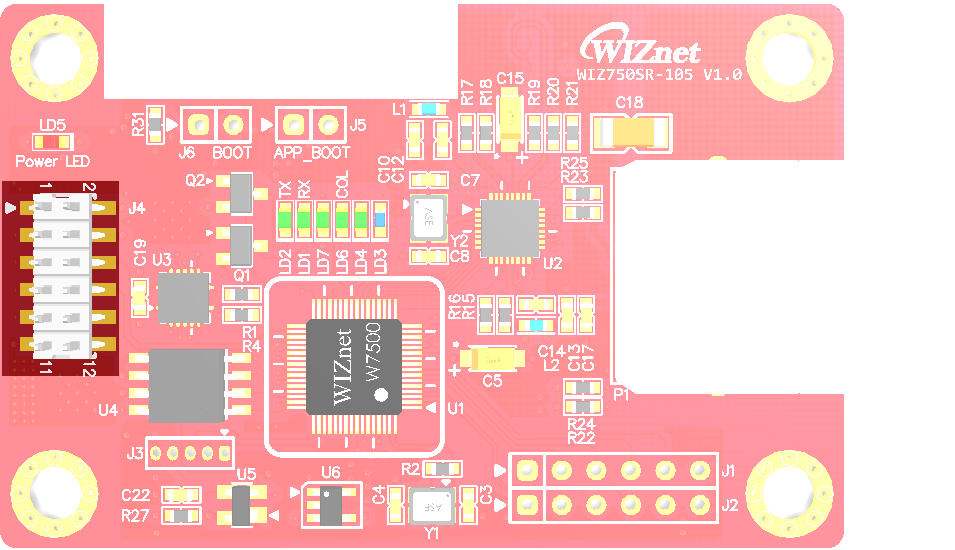 WIZnet
WIZ750SR-105 V1.0
C15
R17
R18
R19
R20
R21
C18
L1
R31
J6
BOOT
APP_BOOT
J5
LD5
Power LED
C10
C12
R25
R23
Q2
TX
RX
COL
C7
1
2
J4
ASE
Y2
C8
U2
C19
U3
Q1
LD2
LD1
LD7
LD6
LD4
LD3
R1
R4
R16
R15
WIZnet
W7500
C14
L2
C13
C17
C5
11
12
U4
U1
P1
R24
R22
J3
U5
U6
R2
J1
C22
R27
C4
ASE
C3
J2
Y1